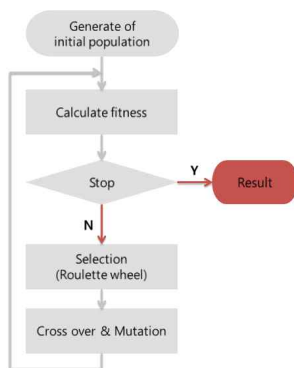 Generate of
initial population
Calculate fitness
Stop
Y
Result
N
Selection
(Roulette wheel)
Cross over & Mutation